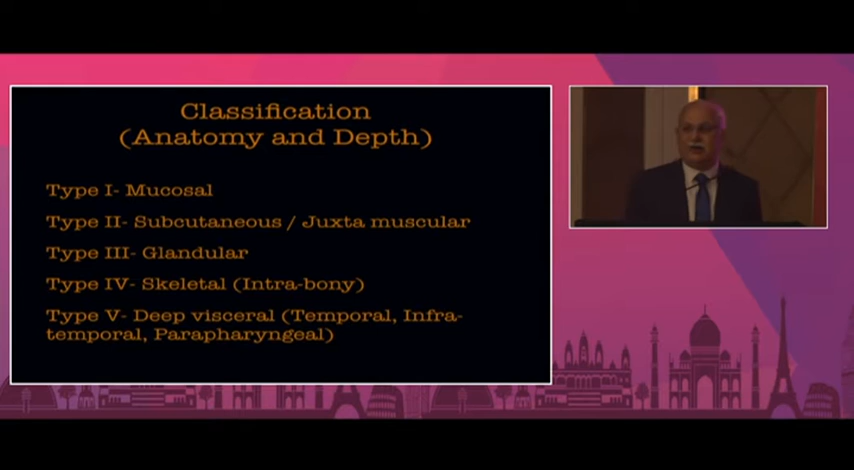 Classification
(Anatomy and Depth)
Type I- Mucosal
Type II- Subcutaneous / Juxta muscular
Type III- Glandular
Type IV- Skeletal (Intra-bony)
Type V- Deep visceral (Temporal, Infra-
temporal, Parapharyngeal)